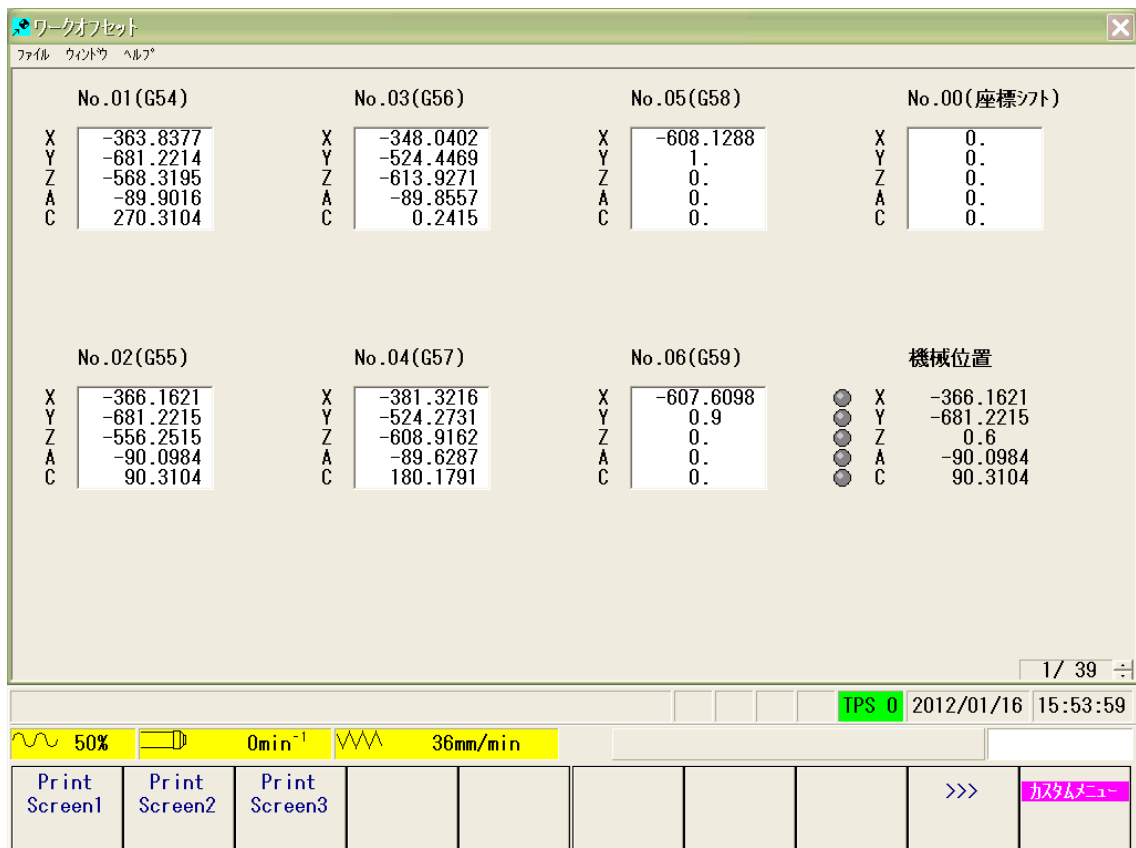 ワークオフセット
ファイル ウィンドウ ヘルプ
No.01(G54)
X -363.8377
Y -681.2214
Z -568.3195
A -89.9016
C 270.3104
No.03(G56)
X -348.0402
Y -524.4469
Z -613.9271
A -89.8557
C 0.2415
No.05(G58)
X -608.1288
Y 1.
Z 0.
A 0.
C 0.
No.00(座標シフト)
X 0.
Y 0.
Z 0.
A 0.
C 0.
No.02(G55)
X -366.1621
Y -681.2215
Z -556.2515
A -90.0984
C 90.3104
No.04(G57)
X -381.3216
Y -524.2731
Z -608.9162
A -89.6287
C 180.1791
No.06(G59)
X -607.6098
Y 0.9
Z 0.
A 0.
C 0.
機械位置
X -366.1621
Y -681.2215
Z 0.6
A -90.0984
C 90.3104
1/ 39
TPS 0 2012/01/16 15:53:59
50% 0min⁻¹ 36mm/min
Print Screen1
Print Screen2
Print Screen3
>>>
カスタムメニュー